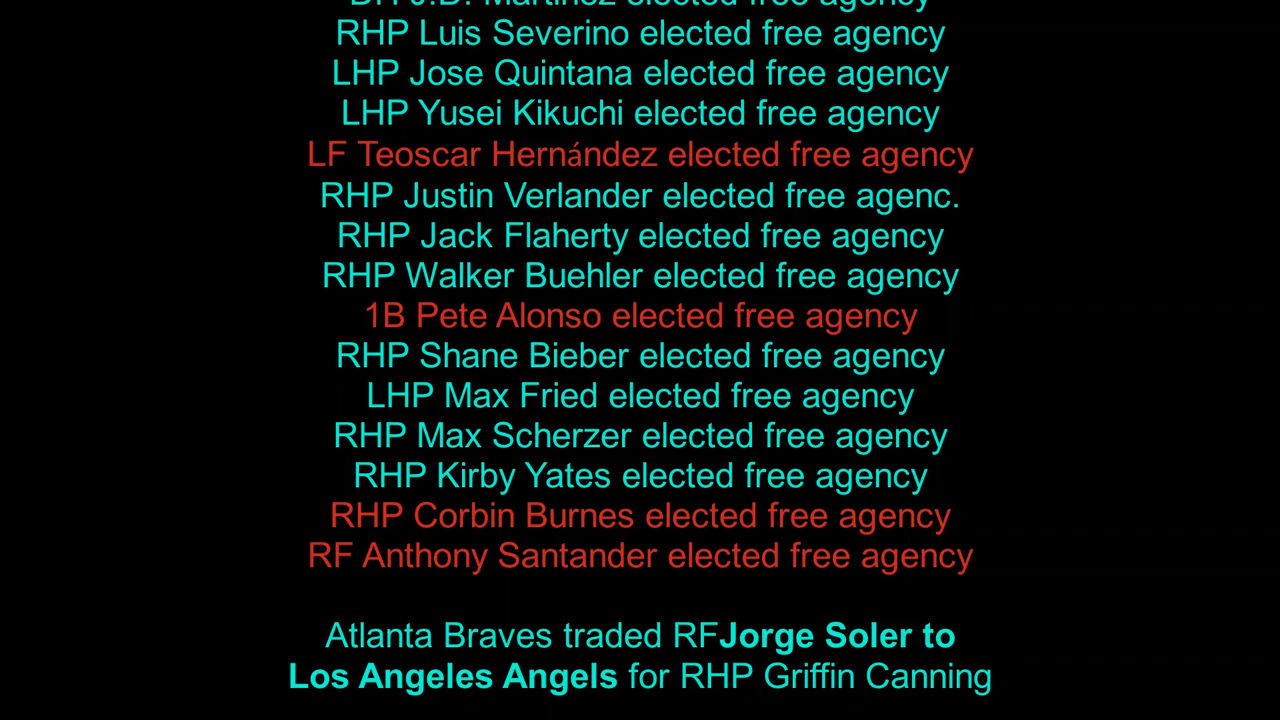 DH J.D. Martinez elected free agency
RHP Luis Severino elected free agency
LHP Jose Quintana elected free agency
LHP Yusei Kikuchi elected free agency
LF Teoscar Hernández elected free agency
RHP Justin Verlander elected free agenc.
RHP Jack Flaherty elected free agency
RHP Walker Buehler elected free agency
1B Pete Alonso elected free agency
RHP Shane Bieber elected free agency
LHP Max Fried elected free agency
RHP Max Scherzer elected free agency
RHP Kirby Yates elected free agency
RHP Corbin Burnes elected free agency
RF Anthony Santander elected free agency
Atlanta Braves traded RFJorge Soler to
Los Angeles Angels for RHP Griffin Canning